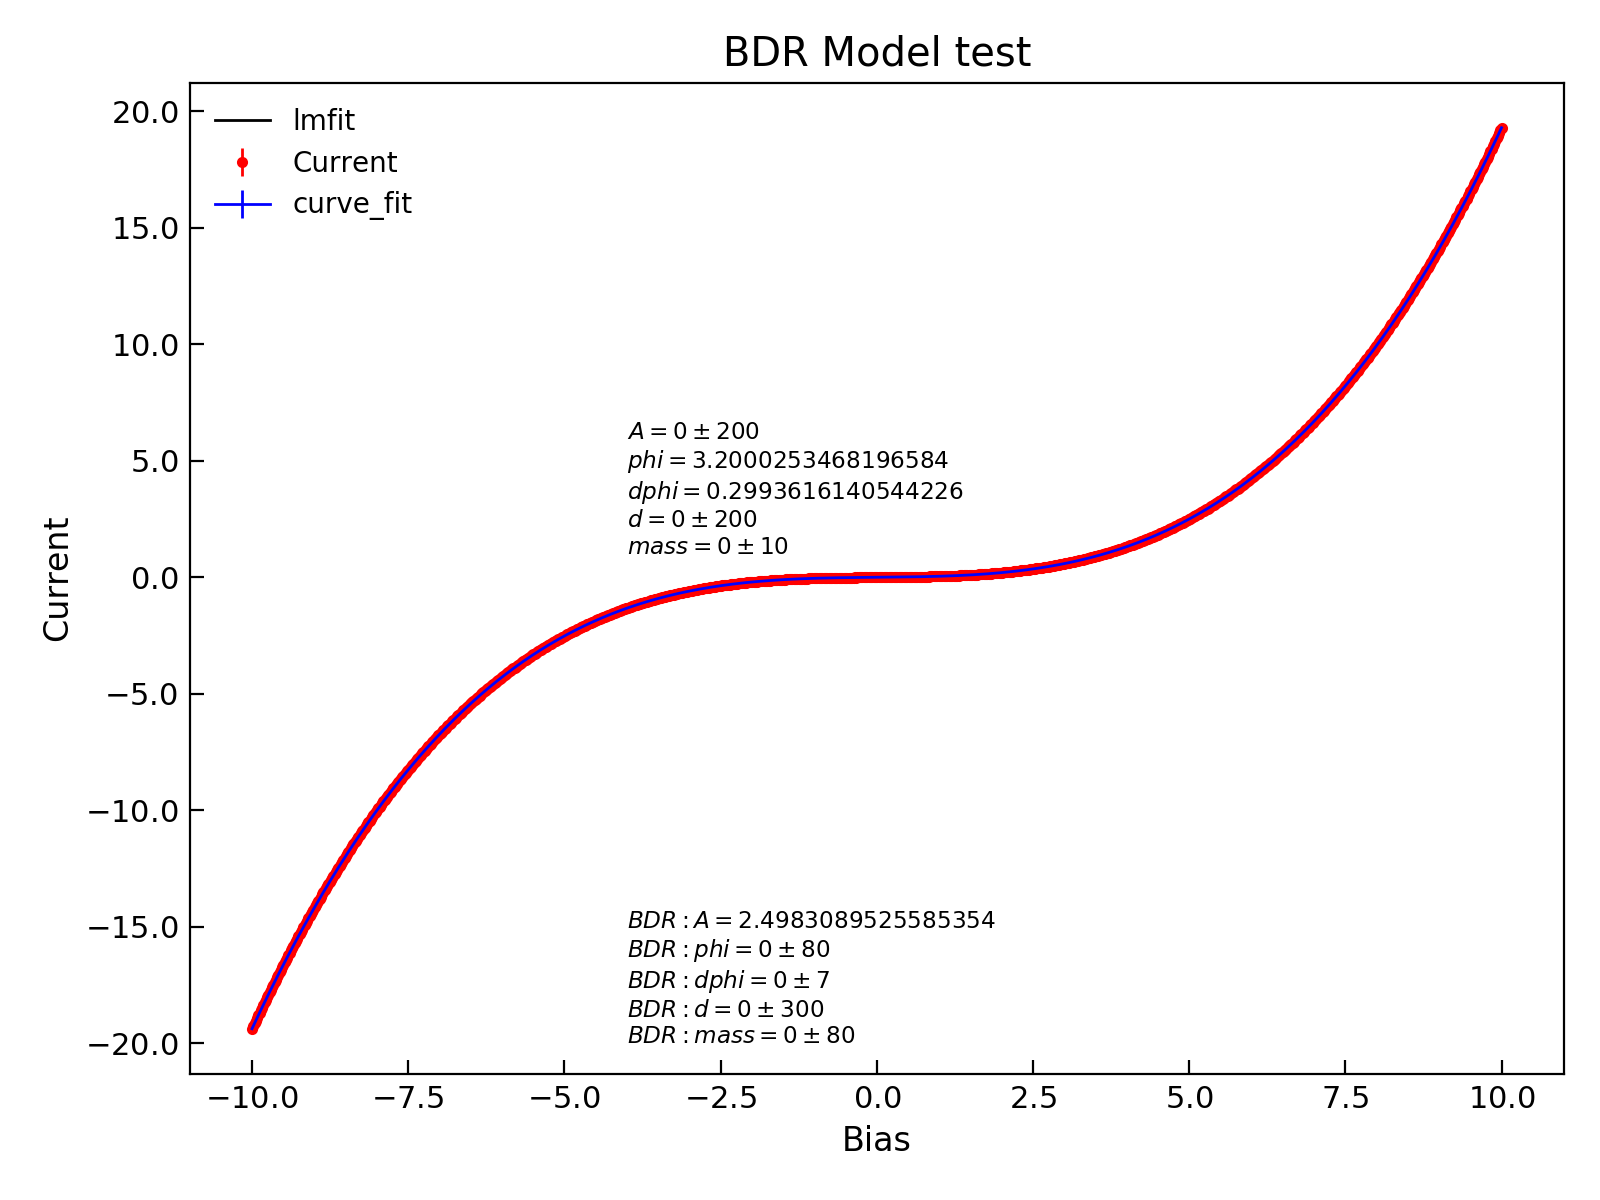 BDR Model test
lmfit
Current
curve_fit
20.0
15.0
10.0
5.0
0.0
−5.0
−10.0
−15.0
−20.0
Current
A = 0 ± 200
phi = 3.2000253468196584
dphi = 0.2993616140544226
d = 0 ± 200
mass = 0 ± 10
BDR : A = 2.4983089525585354
BDR : phi = 0 ± 80
BDR : dphi = 0 ± 7
BDR : d = 0 ± 300
BDR : mass = 0 ± 80
−10.0 −7.5 −5.0 −2.5 0.0 2.5 5.0 7.5 10.0
Bias